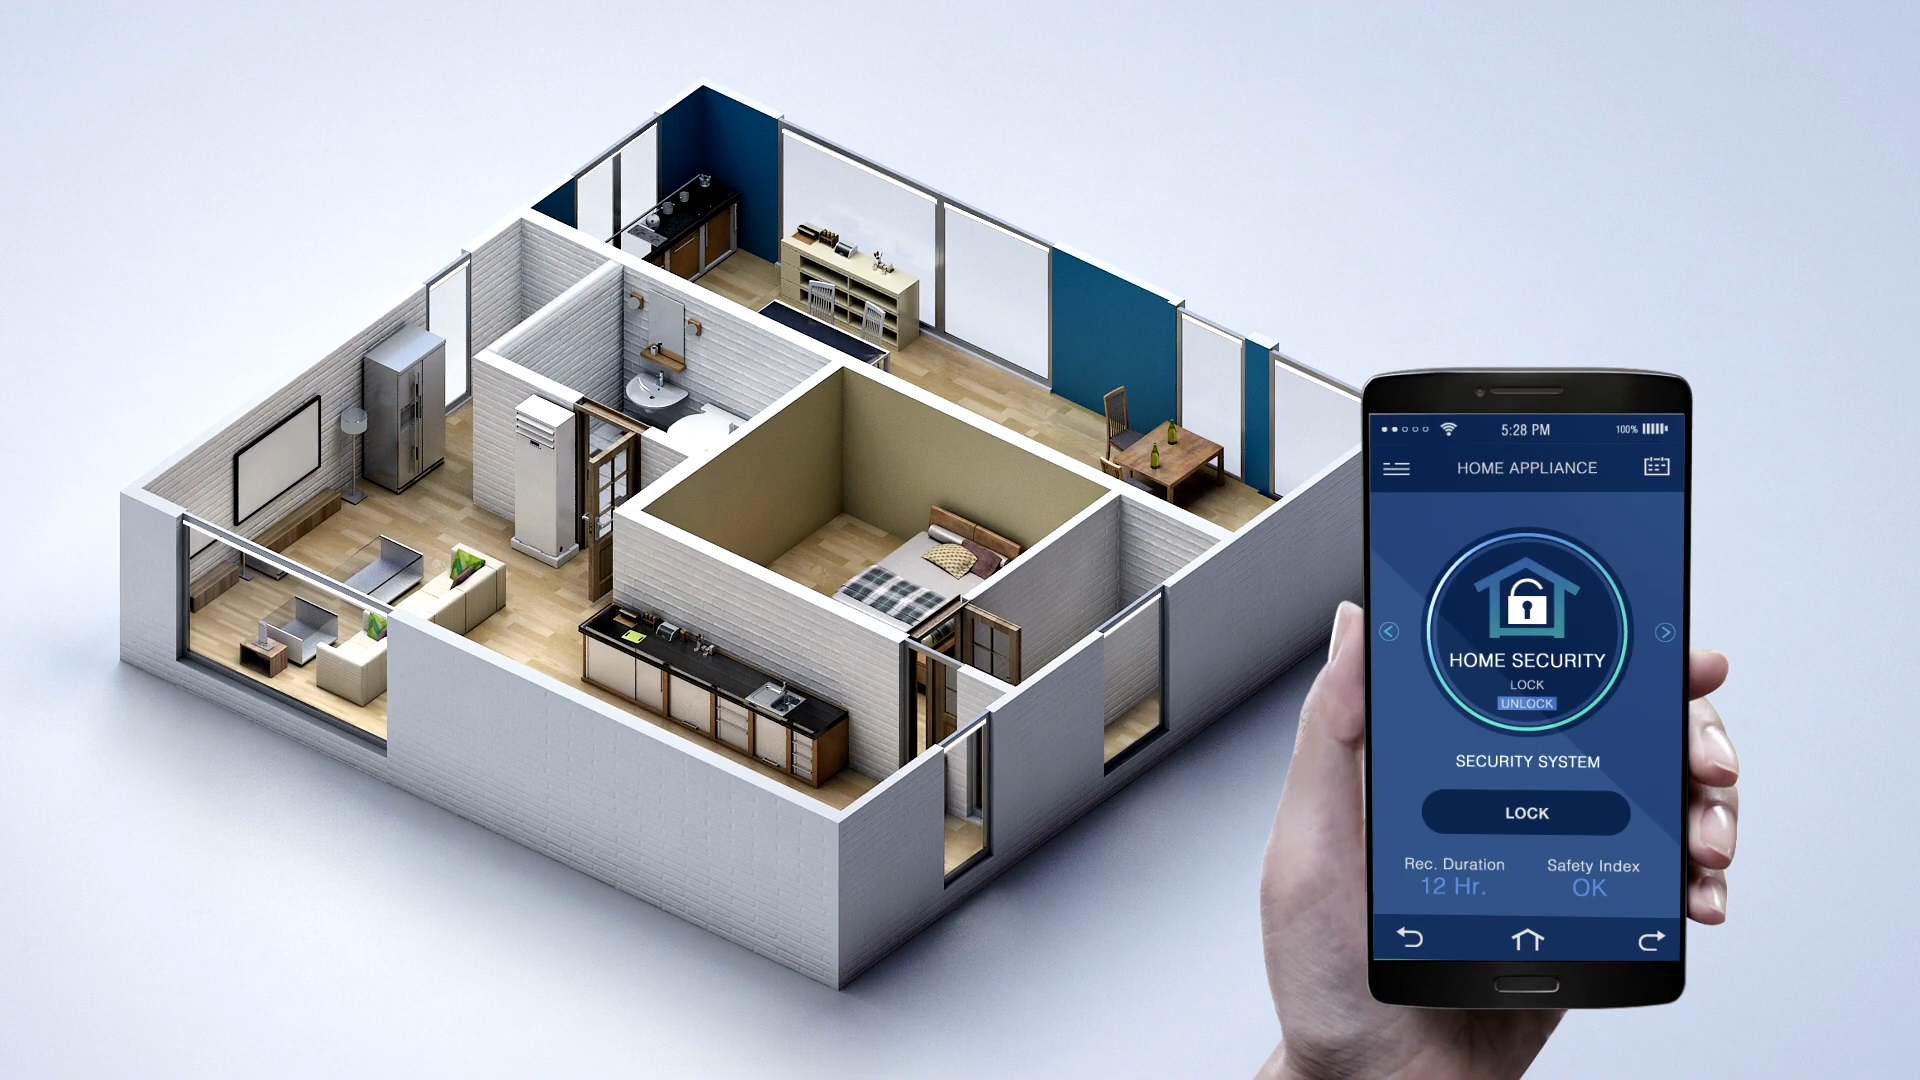 5:28 PM
100%
HOME APPLIANCE
HOME SECURITY
LOCK
UNLOCK
SECURITY SYSTEM
LOCK
Rec. Duration
12 Hr.
Safety Index
OK